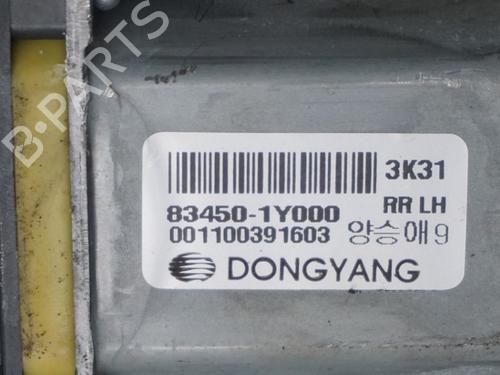 B-PARTS
3K31
83450-1Y000 RR LH
001100391603 양승애 9
DONGYANG